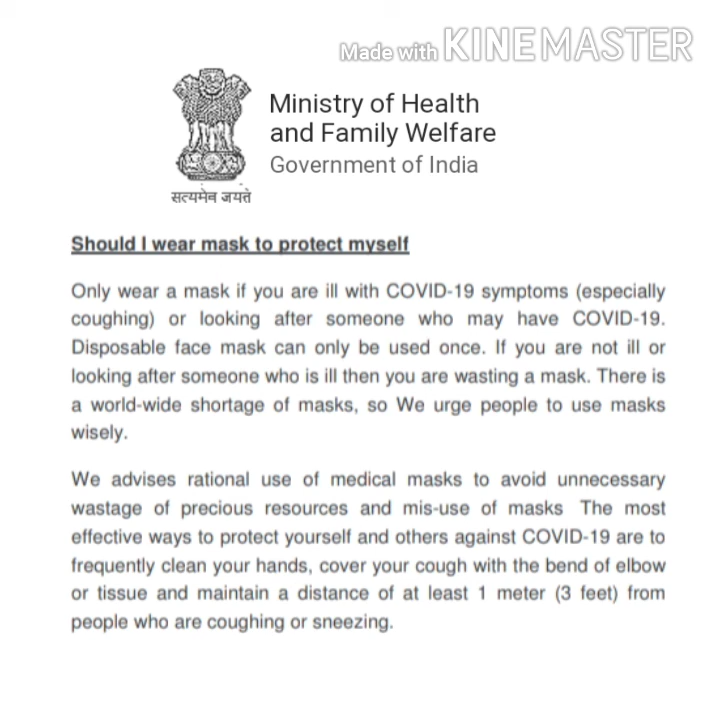 Made with KINEMASTER
Ministry of Health
and Family Welfare
Government of India
सत्यमेव जयते
Should I wear mask to protect myself
Only wear a mask if you are ill with COVID-19 symptoms (especially
coughing) or looking after someone who may have COVID-19.
Disposable face mask can only be used once. If you are not ill or
looking after someone who is ill then you are wasting a mask. There is
a world-wide shortage of masks, so We urge people to use masks
wisely.
We advises rational use of medical masks to avoid unnecessary
wastage of precious resources and mis-use of masks The most
effective ways to protect yourself and others against COVID-19 are to
frequently clean your hands, cover your cough with the bend of elbow
or tissue and maintain a distance of at least 1 meter (3 feet) from
people who are coughing or sneezing.